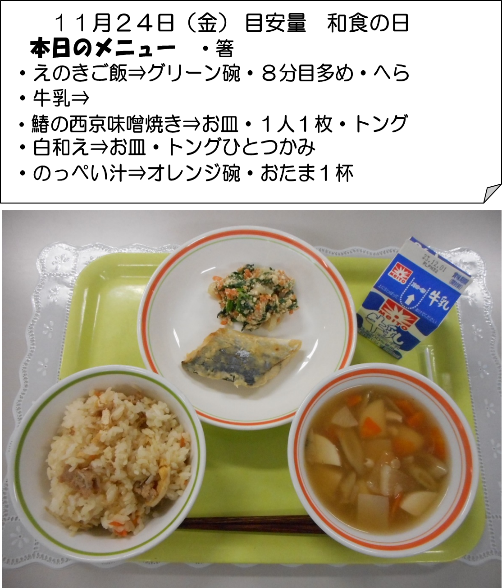 １１月２４日（金） 目安量　和食の日
本日のメニュー　・箸
・えのきご飯⇒グリーン碗・８分目多め・へら
・牛乳⇒
・鰆の西京味噌焼き⇒お皿・１人１枚・トング
・白和え⇒お皿・トングひとつかみ
・のっぺい汁⇒オレンジ碗・おたま１杯
牛乳